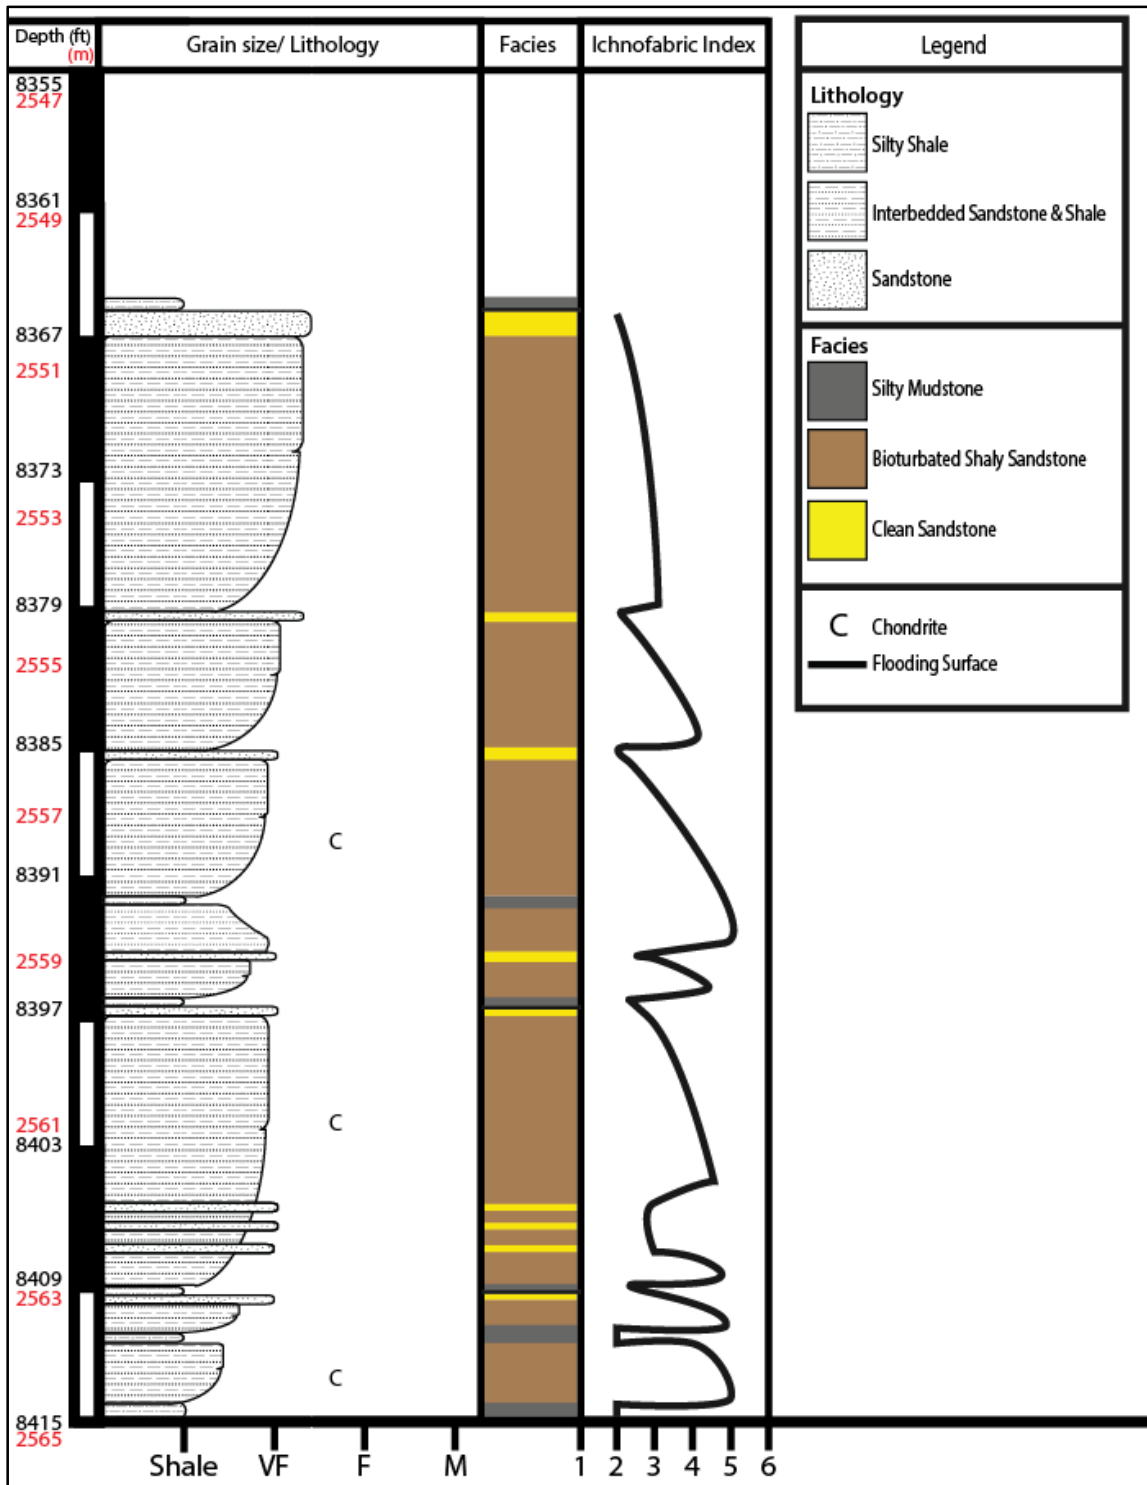 Depth (ft)
(m)
Grain size/ Lithology
Facies
Ichnofabric Index
Legend
8355
2547
8361
2549
8367
2551
8373
2553
8379
2555
8385
2557
8391
2559
8397
2561
8403
8409
2563
8415
2565
C
C
C
Shale
VF
F
M
1
2
3
4
5
6
Lithology
Silty Shale
Interbedded Sandstone & Shale
Sandstone
Facies
Silty Mudstone
Bioturbated Shaly Sandstone
Clean Sandstone
C Chondrite
Flooding Surface